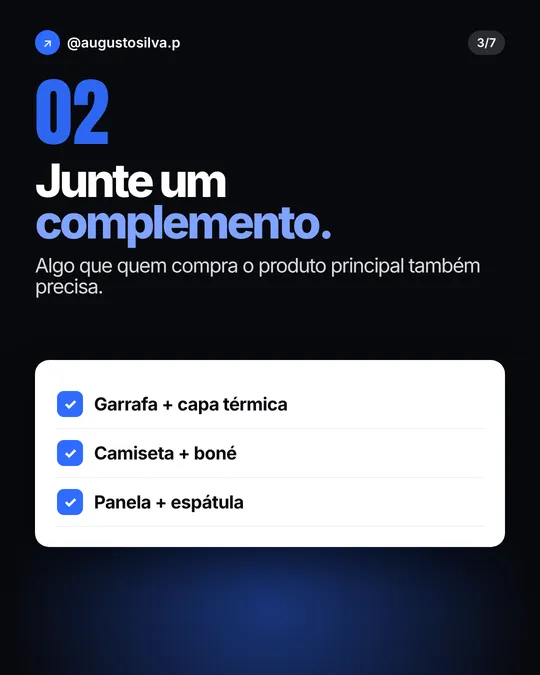 @augustosilva.p
3/7
02
Junte um
complemento.
Algo que quem compra o produto principal também
precisa.
Garrafa + capa térmica
Camiseta + boné
Panela + espátula